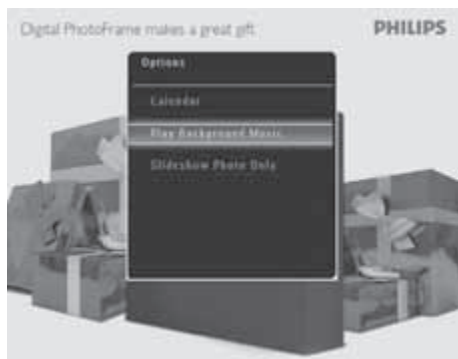 Digital PhotoFrame makes a great gift
PHILIPS
Options
Calendar
Play Background Music
Slideshow Photo Only